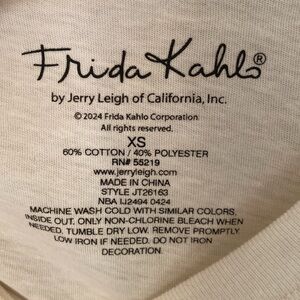 Frida Kahlo®
by Jerry Leigh of California, Inc.
©2024 Frida Kahlo Corporation
All rights reserved.
XS
60% COTTON / 40% POLYESTER
RN# 55219
www.jerryleigh.com
MADE IN CHINA
STYLE JT26163
NBA IJ2494 0424
MACHINE WASH COLD WITH SIMILAR COLORS,
INSIDE OUT, ONLY NON-CHLORINE BLEACH WHEN
NEEDED. TUMBLE DRY LOW. REMOVE PROMPTLY.
LOW IRON IF NEEDED. DO NOT IRON
DECORATION.